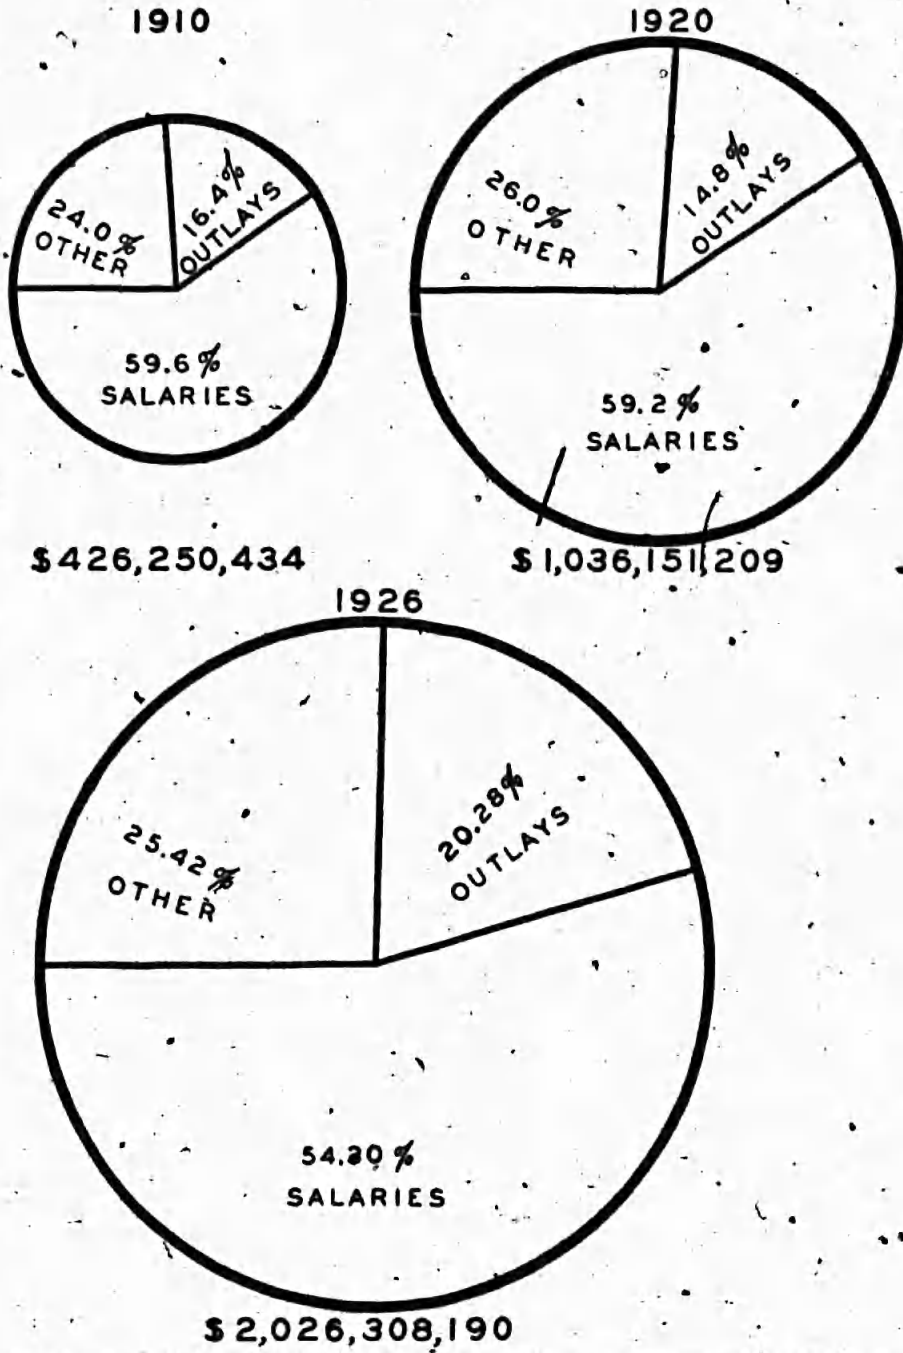 1910
24.0%
OTHER
16.4%
OUTLAYS
59.6%
SALARIES
$426,250,434
1920
26.0%
OTHER
14.8%
OUTLAYS
59.2%
SALARIES
$1,036,151,209
1926
25.42%
OTHER
20.28%
OUTLAYS
54.30%
SALARIES
$2,026,308,190